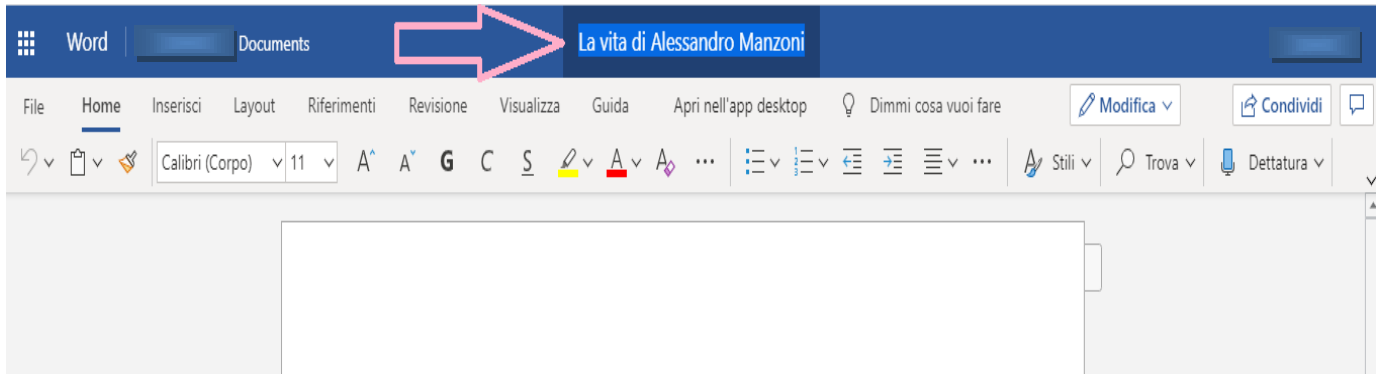 Word Documents La vita di Alessandro Manzoni
File Home Inserisci Layout Riferimenti Revisione Visualizza Guida Apri nell'app desktop Dimmi cosa vuoi fare Modifica Condividi
Calibri (Corpo) 11 A A G C S A A Stili Trova Dettatura